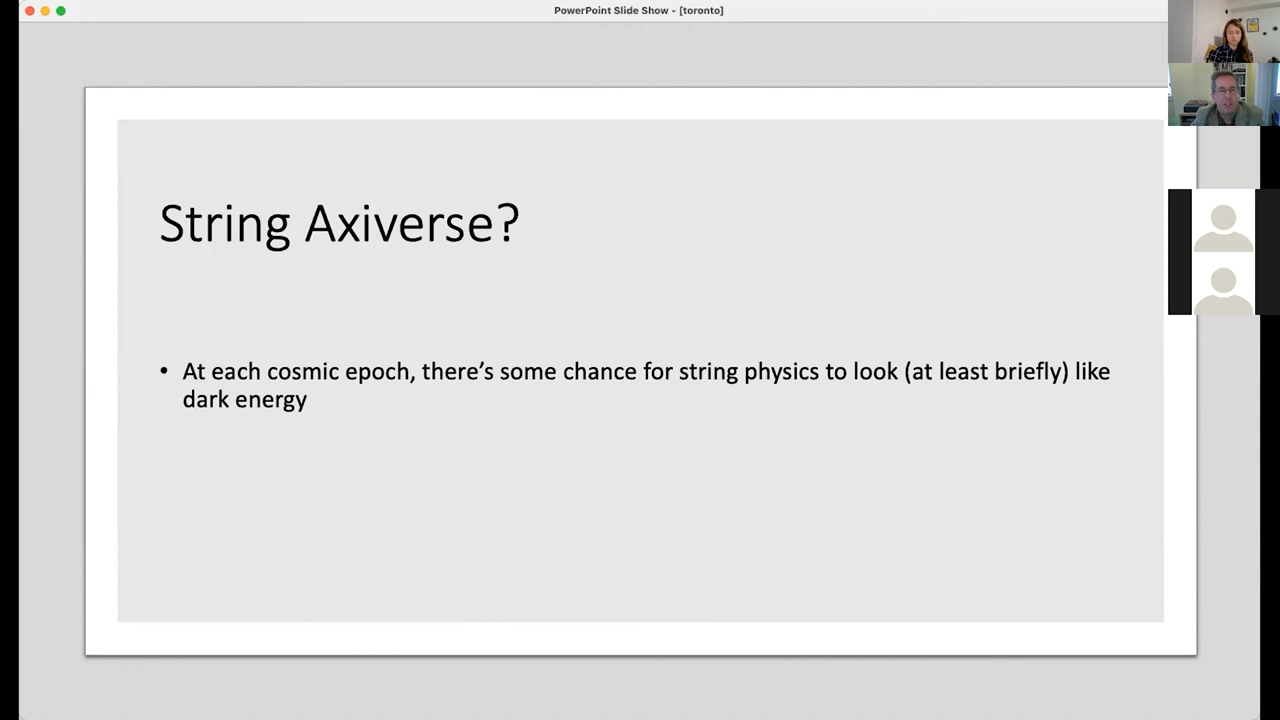 PowerPoint Slide Show - [toronto]
String Axiverse?
• At each cosmic epoch, there’s some chance for string physics to look (at least briefly) like
dark energy